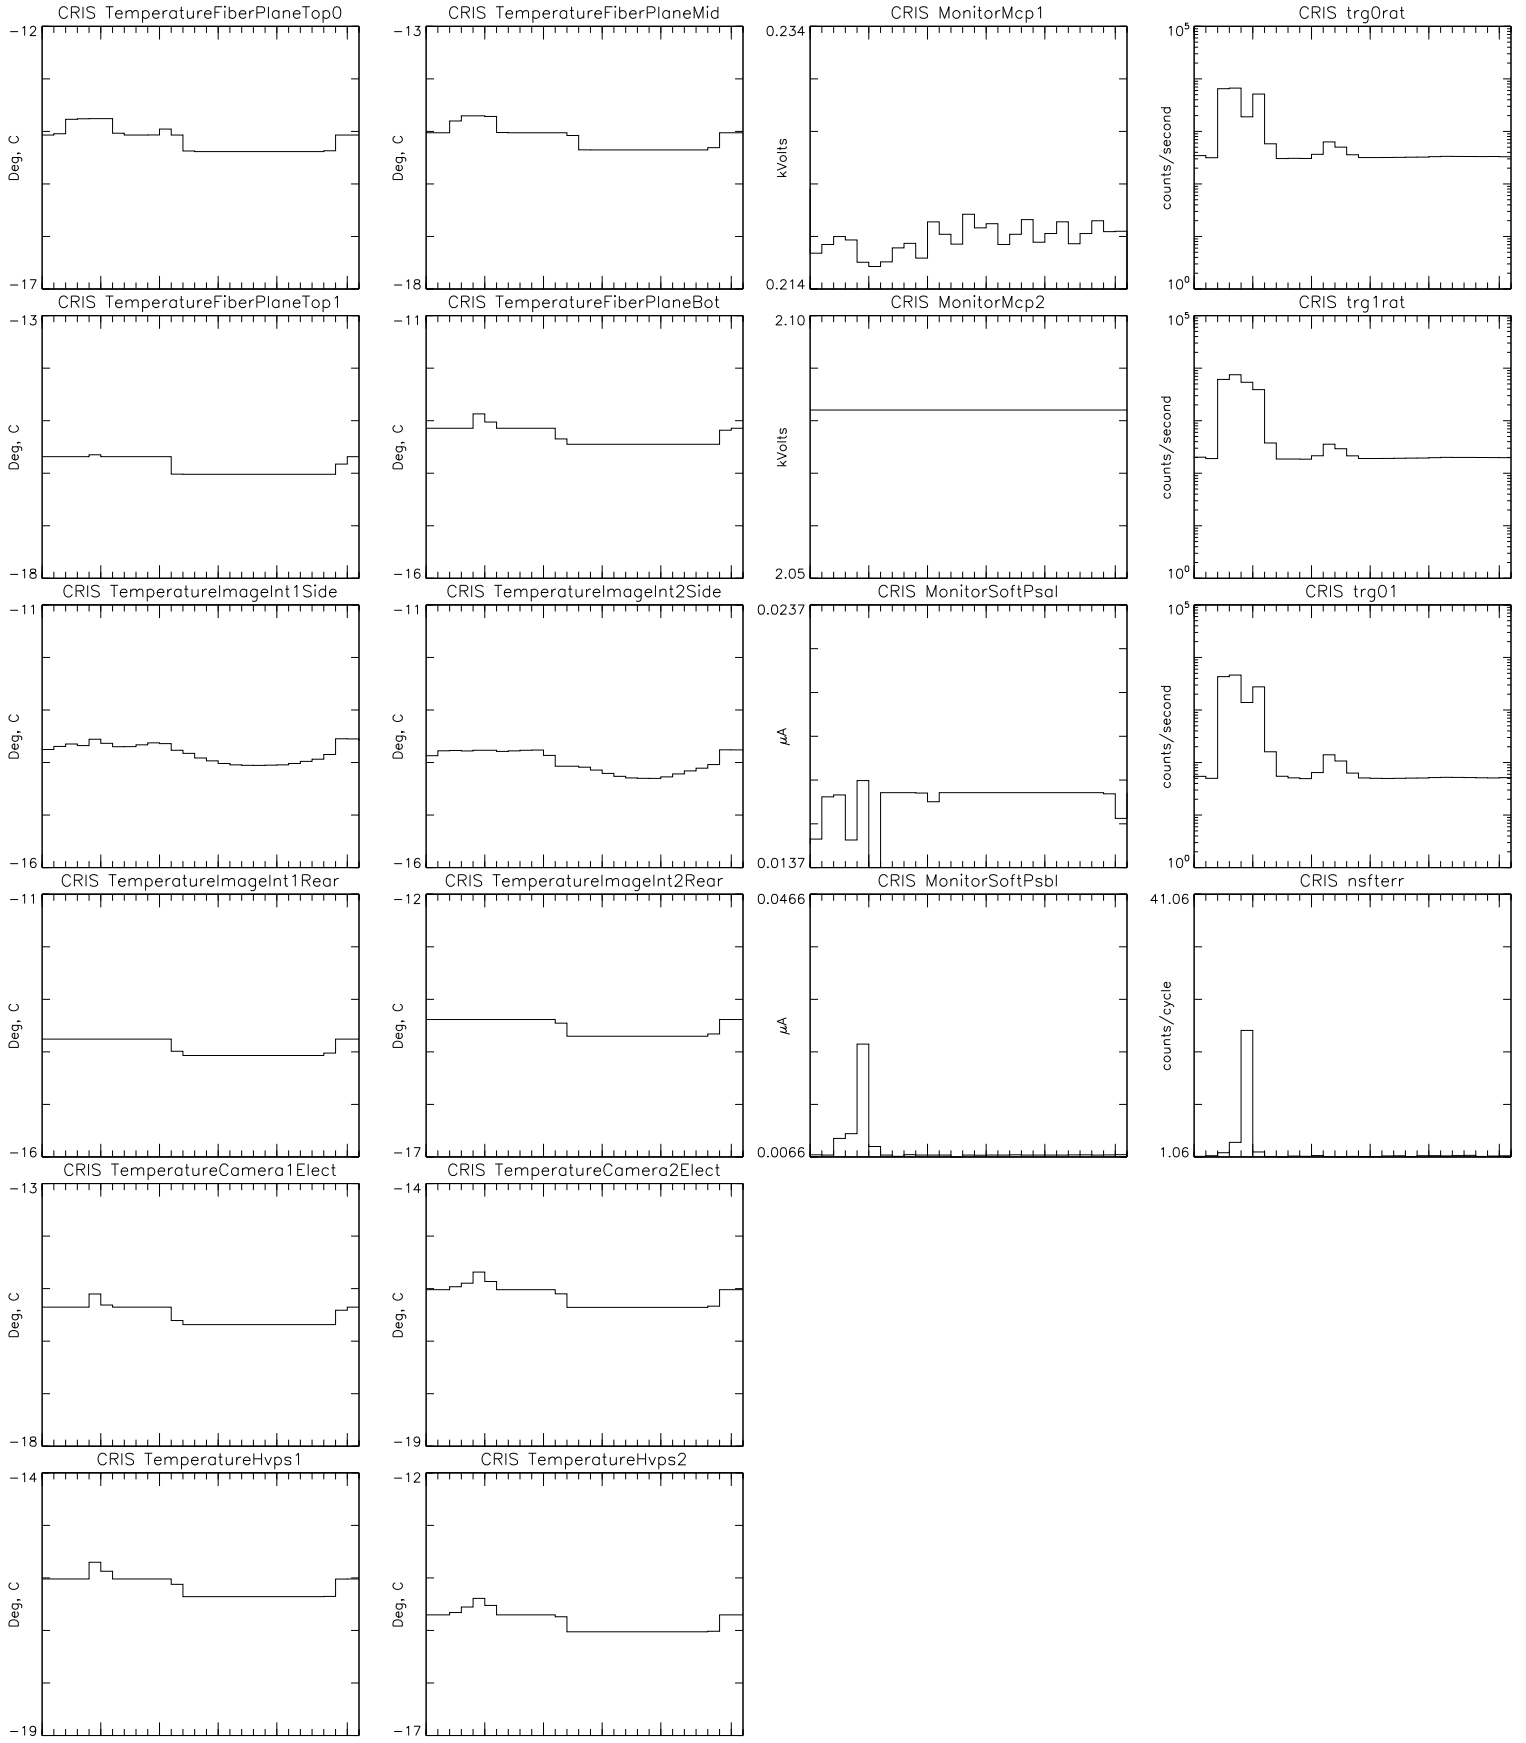 CRIS TemperatureFiberPlaneTop0
-12
Deg, C
-17
CRIS TemperatureFiberPlaneMid
-13
Deg, C
-18
CRIS MonitorMcp1
0.234
kVolts
0.214
CRIS trg0rat
10^5
counts/second
10^0
CRIS TemperatureFiberPlaneTop1
-13
Deg, C
-18
CRIS TemperatureFiberPlaneBot
-11
Deg, C
-16
CRIS MonitorMcp2
2.10
kVolts
2.05
CRIS trg1rat
10^5
counts/second
10^0
CRIS TemperatureImageInt1Side
-11
Deg, C
-16
CRIS TemperatureImageInt2Side
-11
Deg, C
-16
CRIS MonitorSoftPsaI
0.0237
μA
0.0137
CRIS trg01
10^5
counts/second
10^0
CRIS TemperatureImageInt1Rear
-11
Deg, C
-16
CRIS TemperatureImageInt2Rear
-12
Deg, C
-17
CRIS MonitorSoftPsbI
0.0466
μA
0.0066
CRIS nsfterr
41.06
counts/cycle
1.06
CRIS TemperatureCamera1Elect
-13
Deg, C
-18
CRIS TemperatureCamera2Elect
-14
Deg, C
-19
CRIS TemperatureHvps1
-14
Deg, C
-19
CRIS TemperatureHvps2
-12
Deg, C
-17